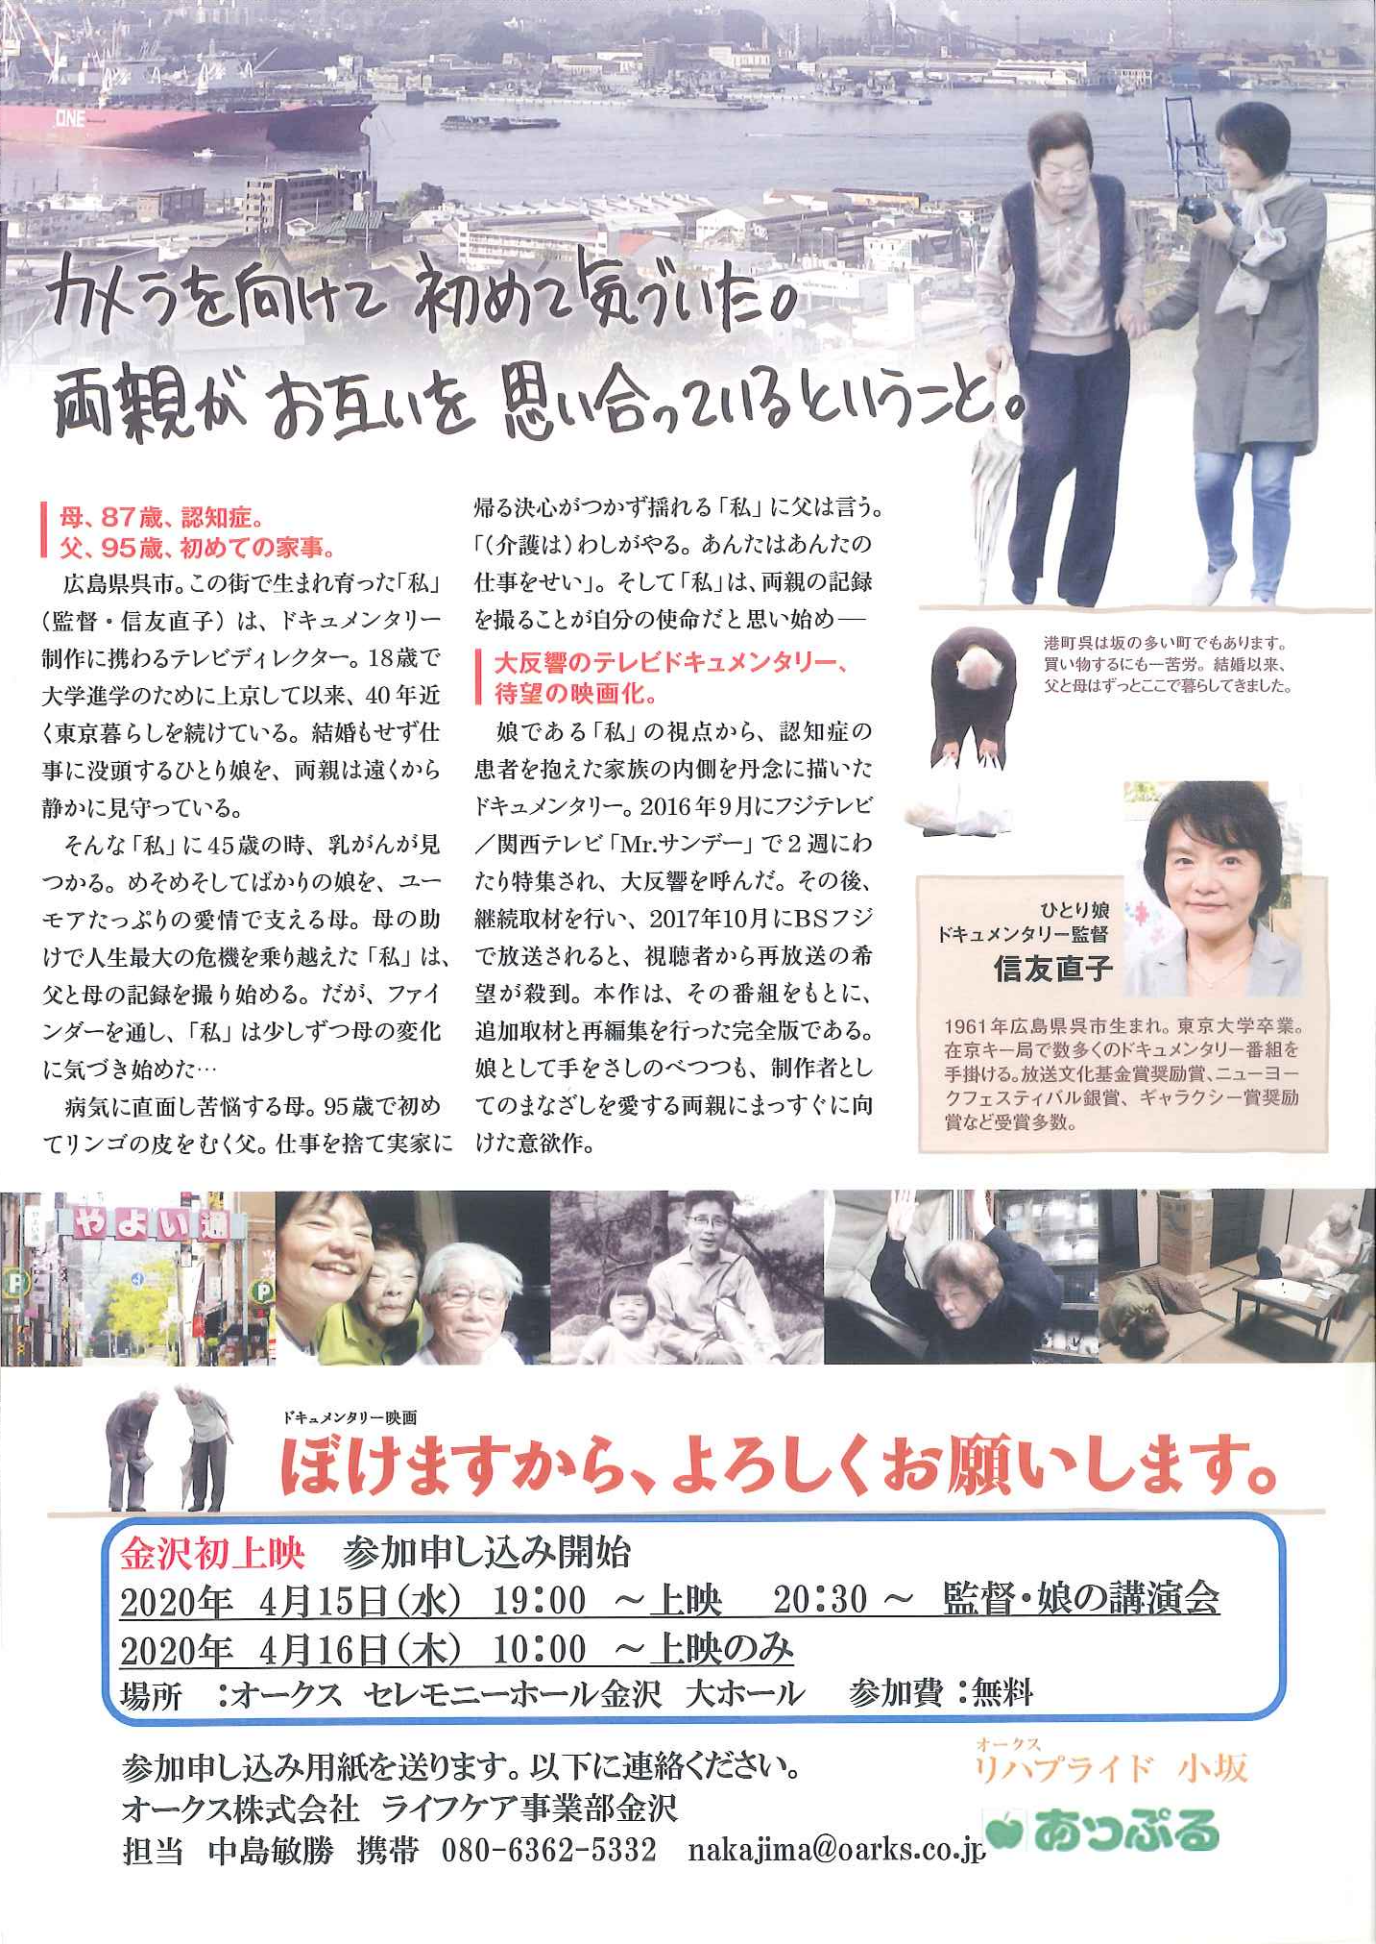 ONE
カメラを向けて 初めて気づいた。
両親が お互いを 思い合っているということ。
母、87歳、認知症。
父、95歳、初めての家事。
広島県呉市。この街で生まれ育った「私」
(監督・信友直子)は、ドキュメンタリー
制作に携わるテレビディレクター。18歳で
大学進学のために上京して以来、40年近
く東京暮らしを続けている。結婚もせず仕
事に没頭するひとり娘を、両親は遠くから
静かに見守っている。
そんな「私」に45歳の時、乳がんが見
つかる。めそめそしてばかりの娘を、ユー
モアたっぷりの愛情で支える母。母の助
けで人生最大の危機を乗り越えた「私」は、
父と母の記録を撮り始める。だが、ファイ
ンダーを通し、「私」は少しずつ母の変化
に気づき始めた…
病気に直面し苦悩する母。95歳で初め
てリンゴの皮をむく父。仕事を捨て実家に
帰る決心がつかず揺れる「私」に父は言う。
「(介護は)わしがやる。あんたはあんたの
仕事をせい」。そして「私」は、両親の記録
を撮ることが自分の使命だと思い始め──
大反響のテレビドキュメンタリー、
待望の映画化。
娘である「私」の視点から、認知症の
患者を抱えた家族の内側を丹念に描いた
ドキュメンタリー。2016年9月にフジテレビ
/関西テレビ「Mr.サンデー」で2週にわ
たり特集され、大反響を呼んだ。その後、
継続取材を行い、2017年10月にBSフジ
で放送されると、視聴者から再放送の希
望が殺到。本作は、その番組をもとに、
追加取材と再編集を行った完全版である。
娘として手をさしのべつつも、制作者とし
てのまなざしを愛する両親にまっすぐに向
けた意欲作。
港町呉は坂の多い町でもあります。
買い物するにも一苦労。結婚以来、
父と母はずっとここで暮らしてきました。
ひとり娘
ドキュメンタリー監督
信友直子
1961年広島県呉市生まれ。東京大学卒業。
在京キー局で数多くのドキュメンタリー番組を
手掛ける。放送文化基金賞奨励賞、ニューヨー
クフェスティバル銀賞、ギャラクシー賞奨励
賞など受賞多数。
やよい通
P
P
ドキュメンタリー映画
ぼけますから、よろしくお願いします。
金沢初上映 参加申し込み開始
2020年 4月15日(水) 19:00 ～上映 20:30 ～ 監督・娘の講演会
2020年 4月16日(木) 10:00 ～上映のみ
場所 :オークス セレモニーホール金沢 大ホール 参加費:無料
参加申し込み用紙を送ります。以下に連絡ください。
オークス株式会社 ライフケア事業部金沢
担当 中島敏勝 携帯 080-6362-5332 nakajima@oarks.co.jp
オークス
リハプライド 小坂
あっぷる